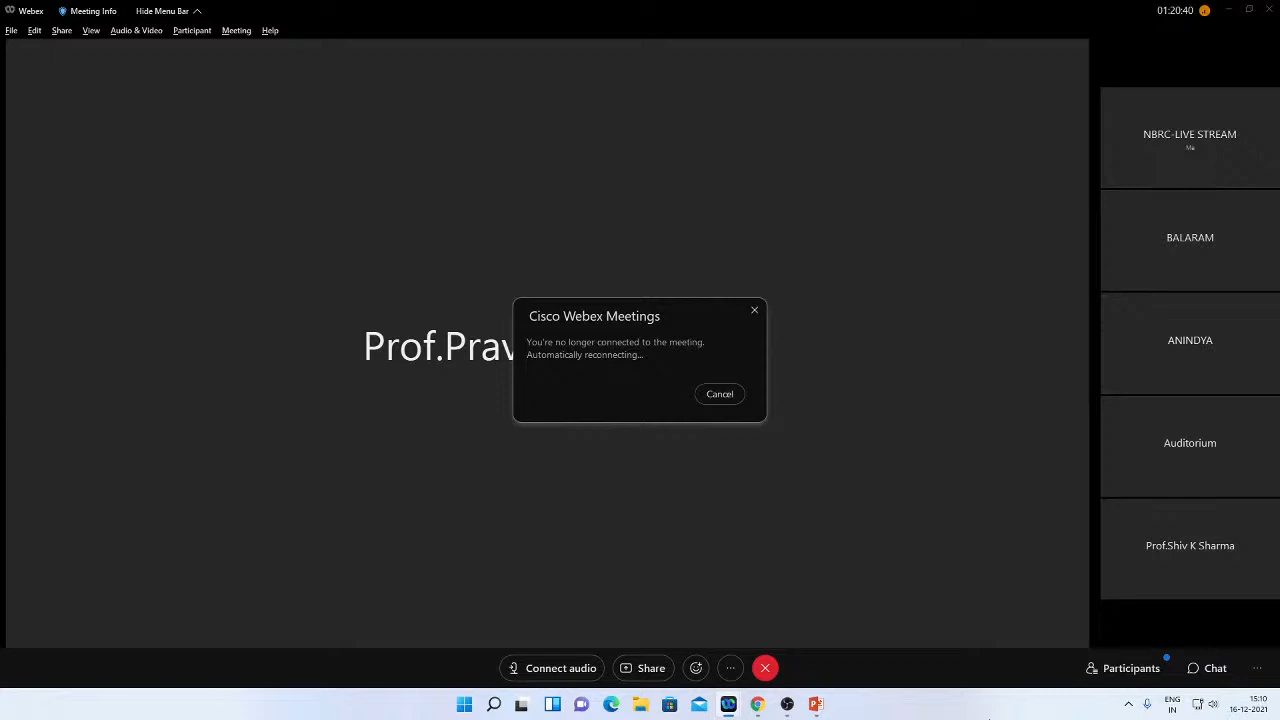 Webex Meeting Info Hide Menu Bar 01:20:40
File Edit Share View Audio & Video Participant Meeting Help
NBRC-LIVE STREAM
Me
BALARAM
ANINDYA
Auditorium
Prof.Shiv K Sharma
Prof.Prav
Cisco Webex Meetings
You're no longer connected to the meeting.
Automatically reconnecting...
Cancel
Connect audio Share Participants Chat
ENG 15:10
IN 16-12-2021